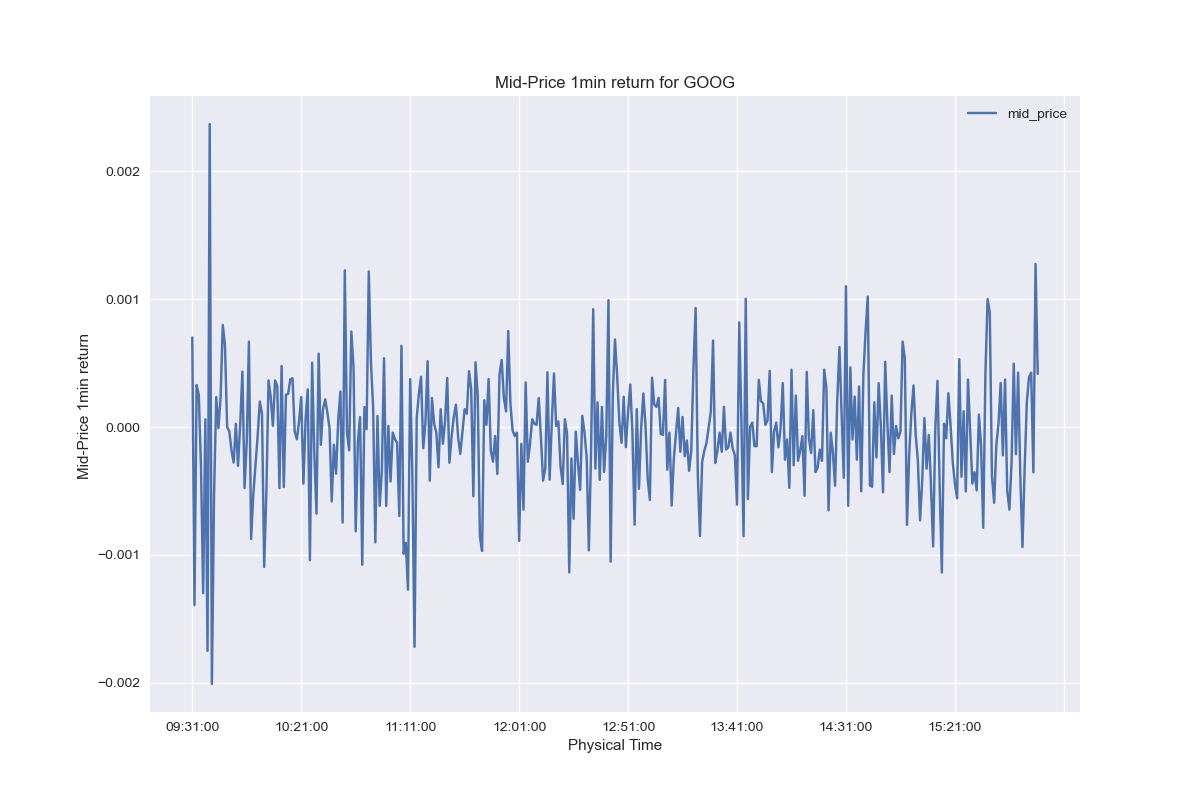 Mid-Price 1min return for GOOG
mid_price
0.002
0.001
0.000
−0.001
−0.002
Mid-Price 1min return
09:31:00 10:21:00 11:11:00 12:01:00 12:51:00 13:41:00 14:31:00 15:21:00
Physical Time